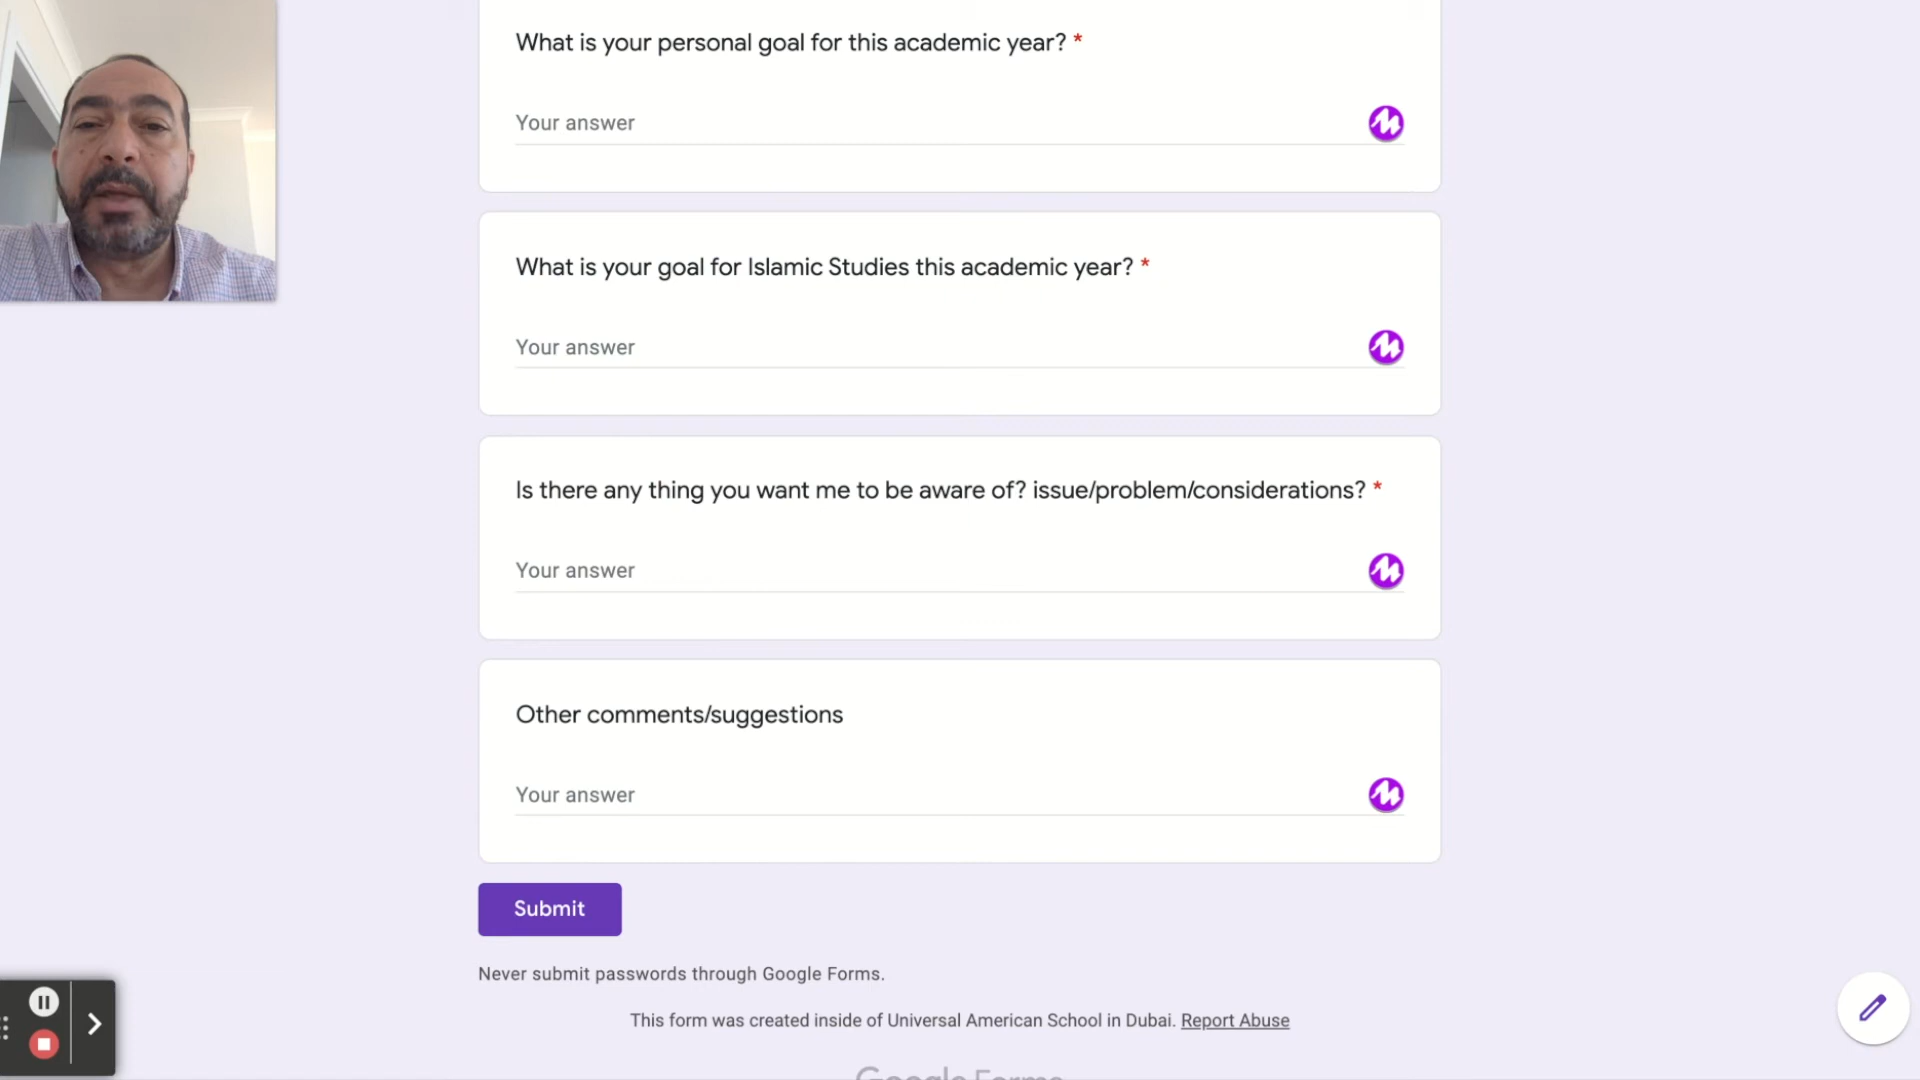 What is your personal goal for this academic year? *
Your answer
What is your goal for Islamic Studies this academic year? *
Your answer
Is there any thing you want me to be aware of? issue/problem/considerations? *
Your answer
Other comments/suggestions
Your answer
Submit
Never submit passwords through Google Forms.
This form was created inside of Universal American School in Dubai. Report Abuse
Google Forms